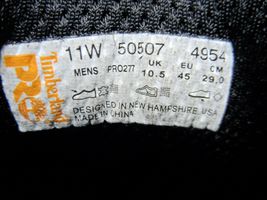 Timberland
PRO
11W 50507 4954
MENS PRO277 UK EU CM
10.5 45 29.0
DESIGNED IN NEW HAMPSHIRE, USA
MADE IN CHINA